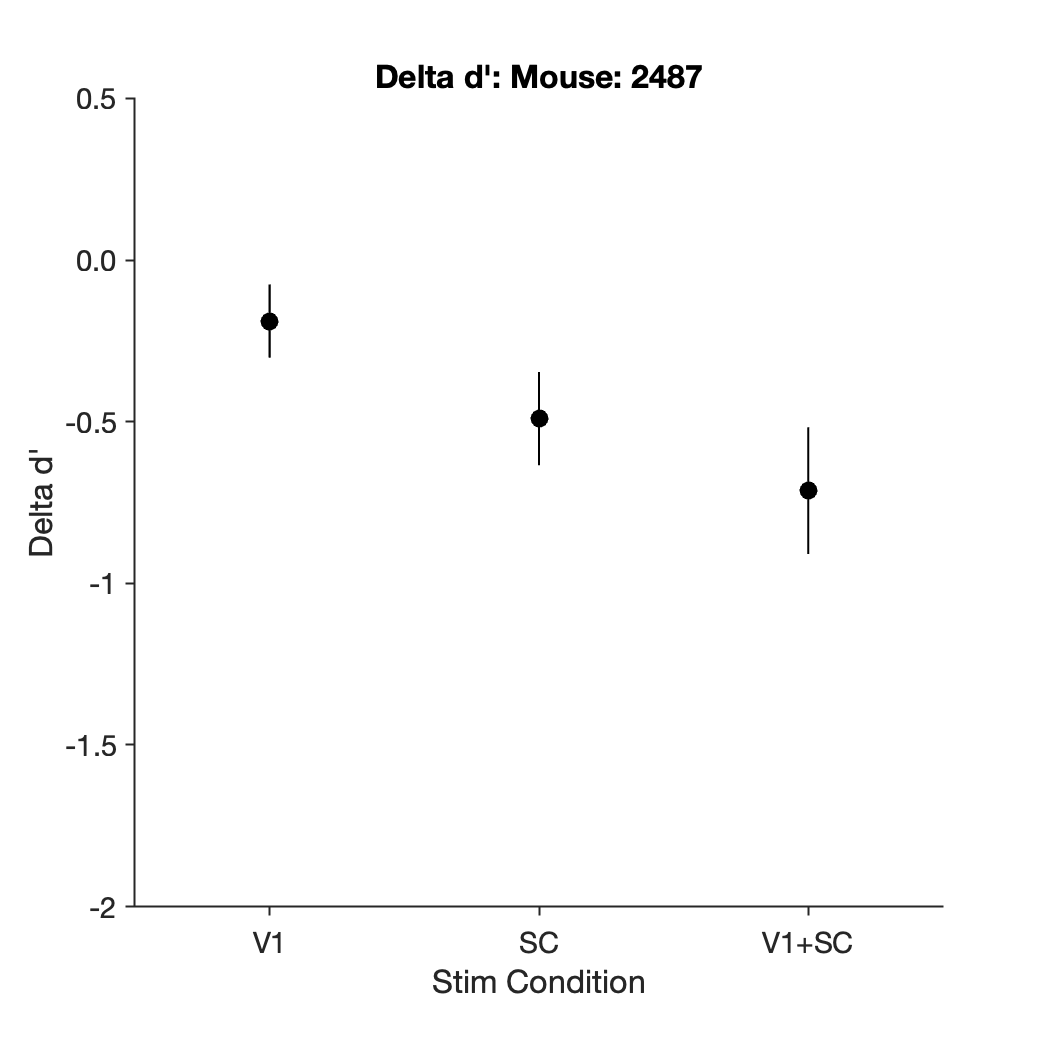 Delta d': Mouse: 2487
0.5
0.0
-0.5
-1
-1.5
-2
Delta d'
V1
SC
V1+SC
Stim Condition